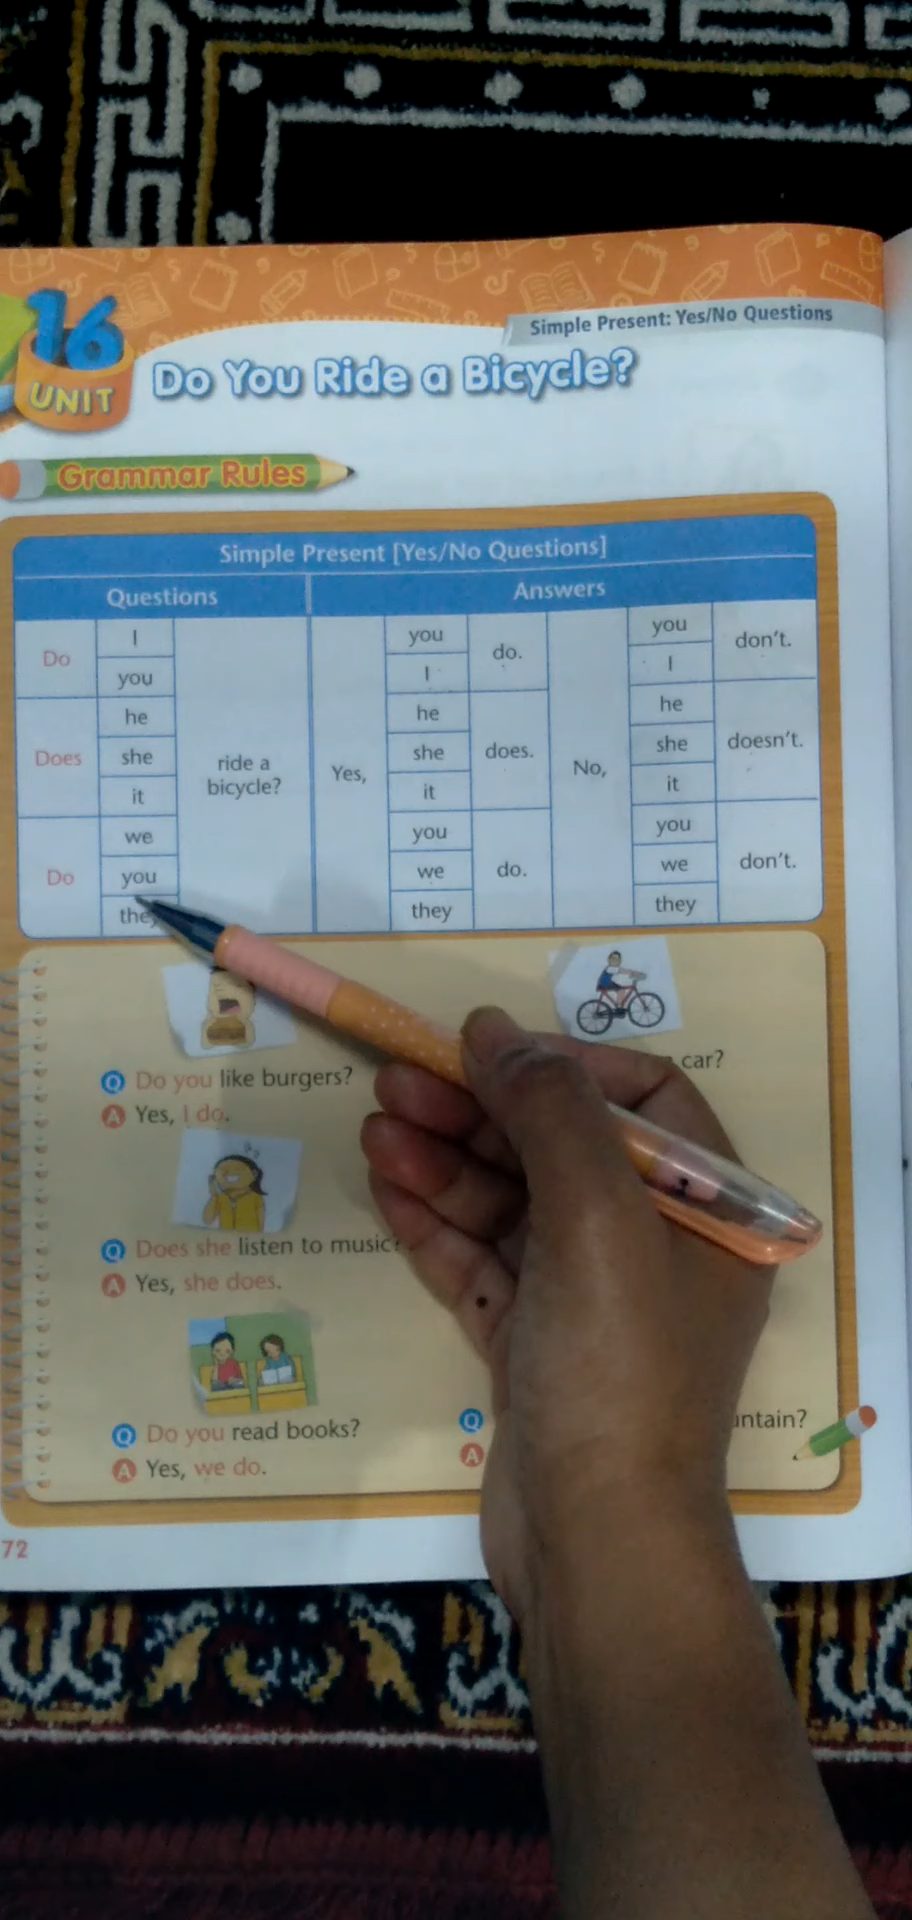 Simple Present: Yes/No Questions
16
UNIT
Do You Ride a Bicycle?
Grammar Rules
Simple Present [Yes/No Questions]
Questions Answers
Do I you ride a bicycle? Yes, you I do. No, you I don't.
Does he she it he she it does. he she it doesn't.
Do we you they you we they do. you we they don't.
Q Do you like burgers?
A Yes, I do.
car?
Q Does she listen to music?
A Yes, she does.
Q Do you read books?
A Yes, we do.
Q
A
72